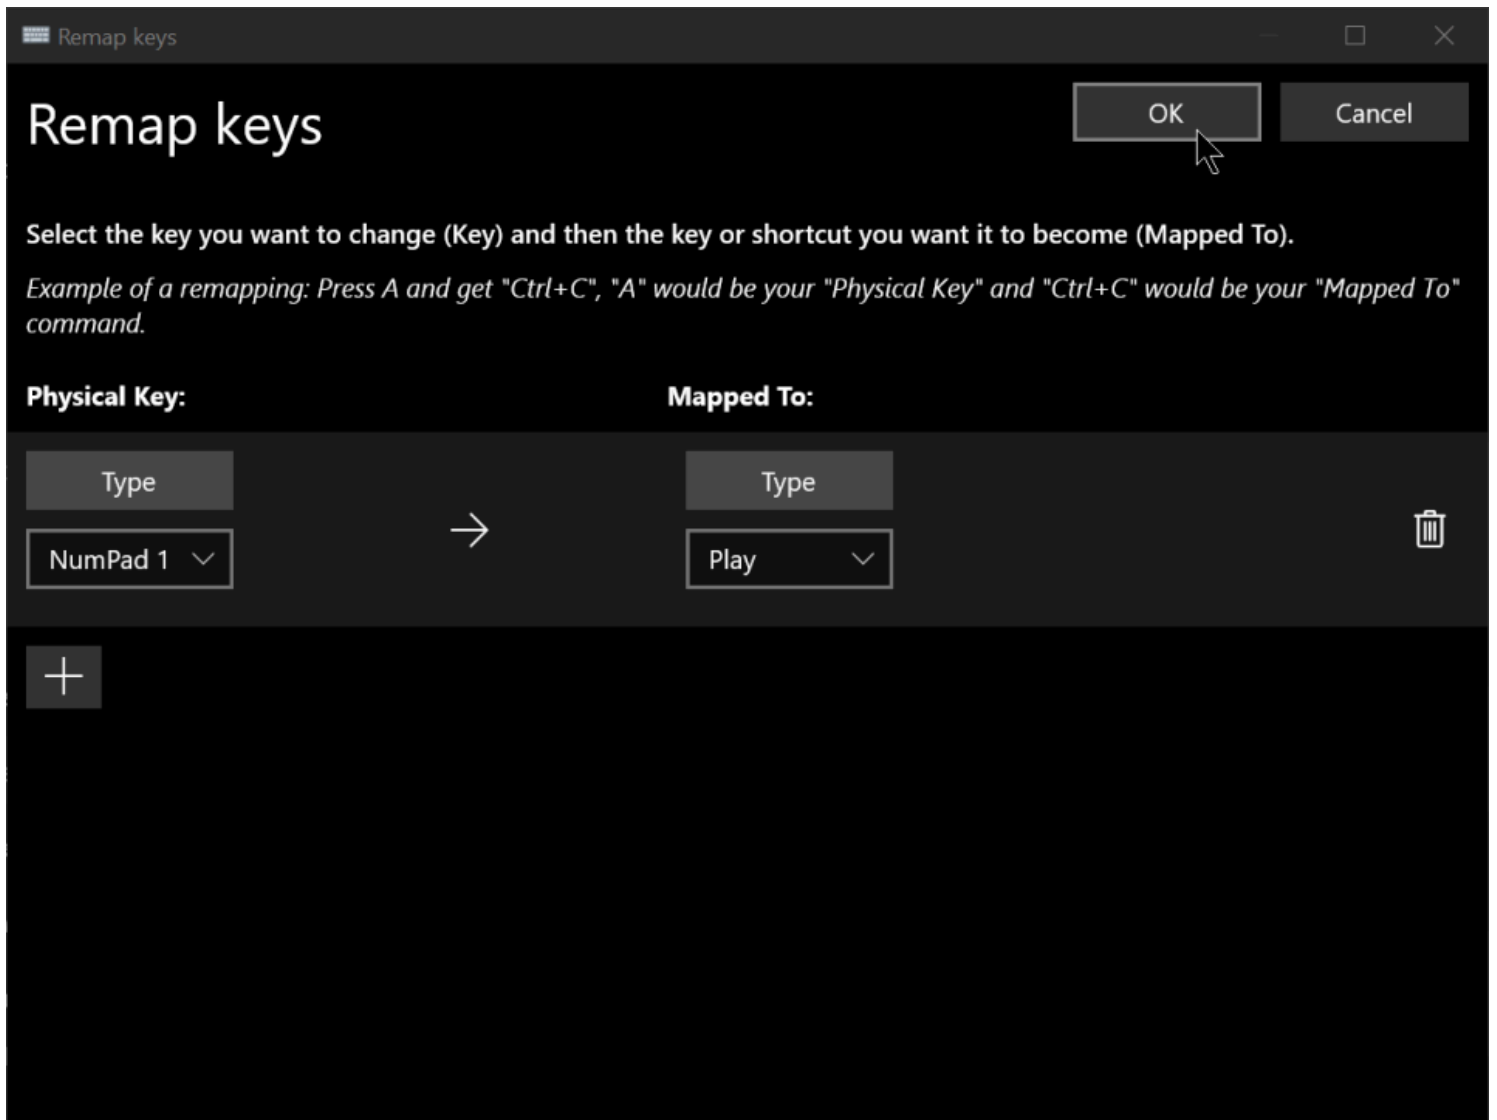 Remap keys
Remap keys
OK
Cancel
Select the key you want to change (Key) and then the key or shortcut you want it to become (Mapped To).
Example of a remapping: Press A and get "Ctrl+C", "A" would be your "Physical Key" and "Ctrl+C" would be your "Mapped To"
command.
Physical Key:
Mapped To:
Type
Type
NumPad 1
Play